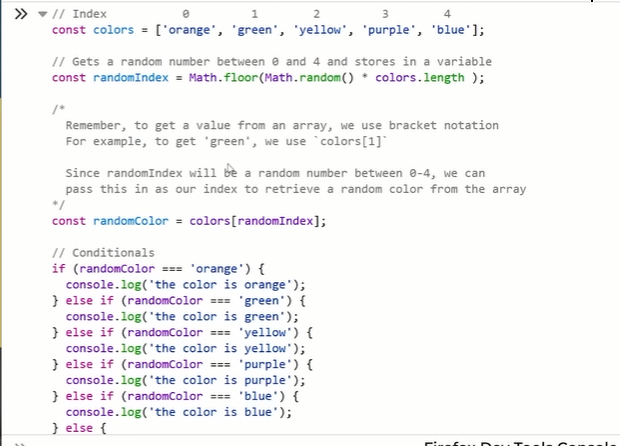 // Index 0 1 2 3 4
const colors = ['orange', 'green', 'yellow', 'purple', 'blue'];
// Gets a random number between 0 and 4 and stores in a variable
const randomIndex = Math.floor(Math.random() * colors.length );
/*
Remember, to get a value from an array, we use bracket notation
For example, to get 'green', we use `colors[1]`
Since randomIndex will be a random number between 0-4, we can
pass this in as our index to retrieve a random color from the array
*/
const randomColor = colors[randomIndex];
// Conditionals
if (randomColor === 'orange') {
console.log('the color is orange');
} else if (randomColor === 'green') {
console.log('the color is green');
} else if (randomColor === 'yellow') {
console.log('the color is yellow');
} else if (randomColor === 'purple') {
console.log('the color is purple');
} else if (randomColor === 'blue') {
console.log('the color is blue');
} else {
Firefox Dev Tools Console